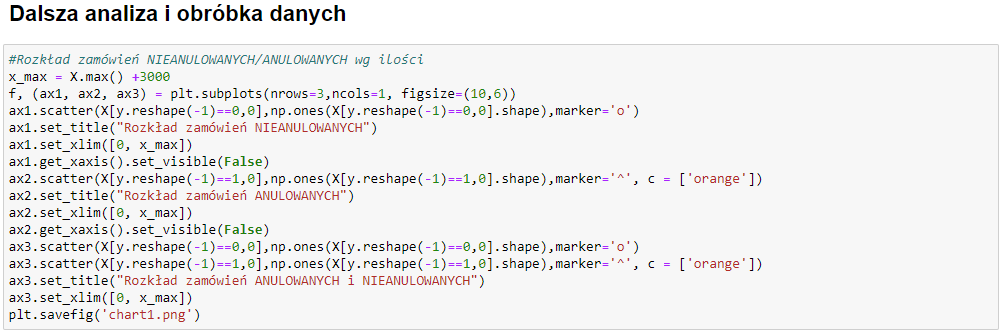 Dalsza analiza i obróbka danych
#Rozkład zamówień NIEANULOWANYCH/ANULOWANYCH wg ilości
x_max = X.max() +3000
f, (ax1, ax2, ax3) = plt.subplots(nrows=3,ncols=1, figsize=(10,6))
ax1.scatter(X[y.reshape(-1)==0,0],np.ones(X[y.reshape(-1)==0,0].shape),marker='o')
ax1.set_title("Rozkład zamówień NIEANULOWANYCH")
ax1.set_xlim([0, x_max])
ax1.get_xaxis().set_visible(False)
ax2.scatter(X[y.reshape(-1)==1,0],np.ones(X[y.reshape(-1)==1,0].shape),marker='^', c = ['orange'])
ax2.set_title("Rozkład zamówień ANULOWANYCH")
ax2.set_xlim([0, x_max])
ax2.get_xaxis().set_visible(False)
ax3.scatter(X[y.reshape(-1)==0,0],np.ones(X[y.reshape(-1)==0,0].shape),marker='o')
ax3.scatter(X[y.reshape(-1)==1,0],np.ones(X[y.reshape(-1)==1,0].shape),marker='^', c = ['orange'])
ax3.set_title("Rozkład zamówień ANULOWANYCH i NIEANULOWANYCH")
ax3.set_xlim([0, x_max])
plt.savefig('chart1.png')